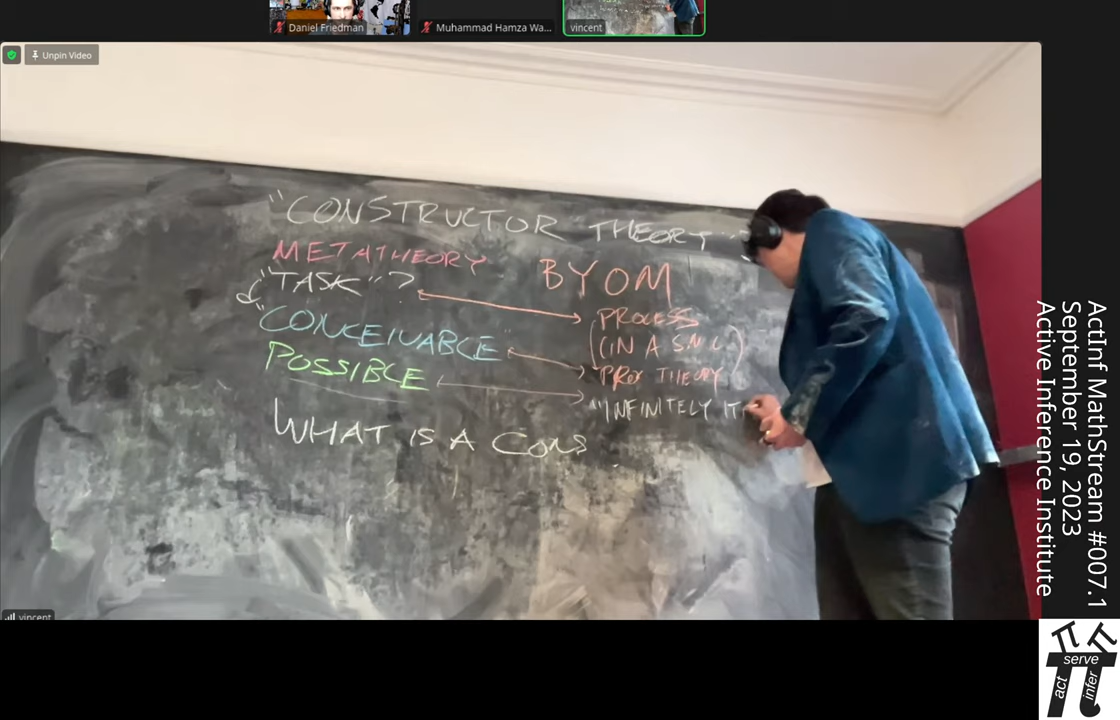 Daniel Friedman
Muhammad Hamza Wa...
vincent
Unpin Video
"CONSTRUCTOR THEORY"
METATHEORY
BYOM
"TASK"?
PROCESS
"CONCEIVABLE"
(IN A S.M.C.)
POSSIBLE
THEORY
"INFINITELY IT
WHAT IS A CONS
vincent
ActInf MathStream #007.1
September 19, 2023
Active Inference Institute
serve
act
infer